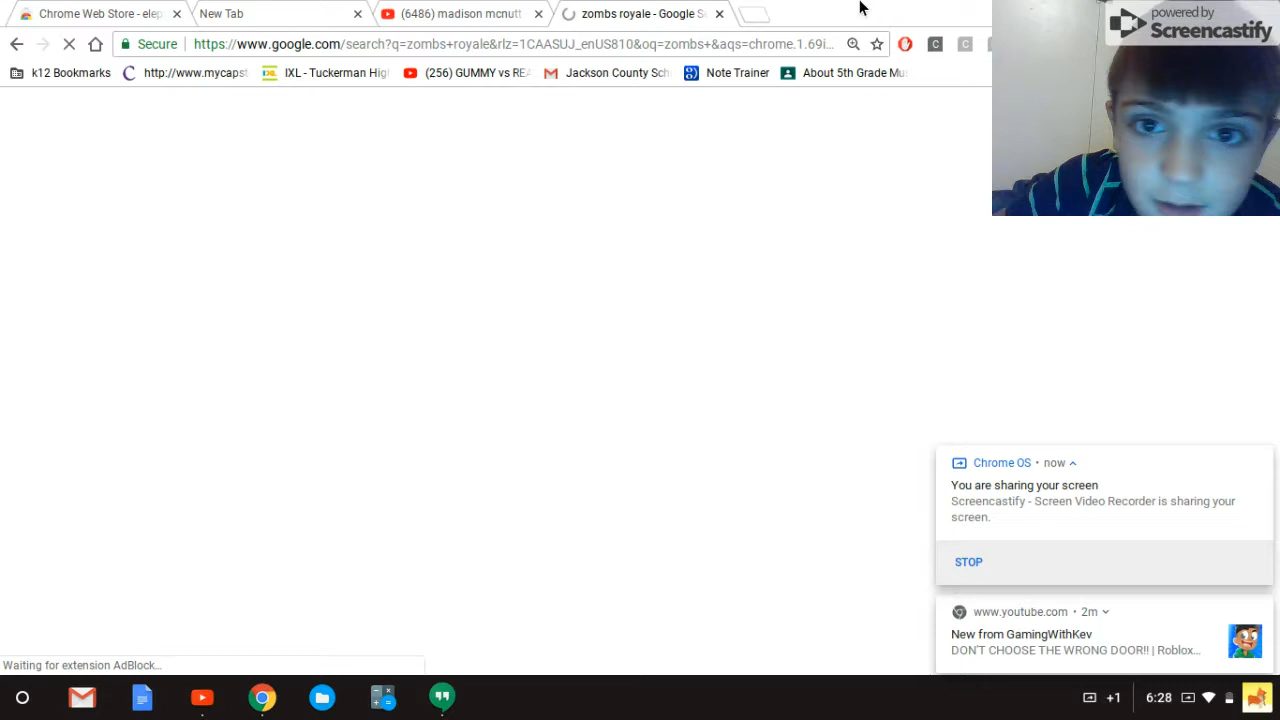 Chrome Web Store - elep
New Tab
(6486) madison mcnutt
zombs royale - Google S
powered by
Screencastify
Secure
https://www.google.com/search?q=zombs+royale&rlz=1CAASUJ_enUS810&oq=zombs+&aqs=chrome.1.69i...
k12 Bookmarks
http://www.mycapst
IXL - Tuckerman Hig
(256) GUMMY vs REA
Jackson County Sch
Note Trainer
About 5th Grade Mu
Chrome OS • now
You are sharing your screen
Screencastify - Screen Video Recorder is sharing your
screen.
STOP
www.youtube.com • 2m
New from GamingWithKev
DON'T CHOOSE THE WRONG DOOR!! | Roblox...
Waiting for extension AdBlock...
+1
6:28